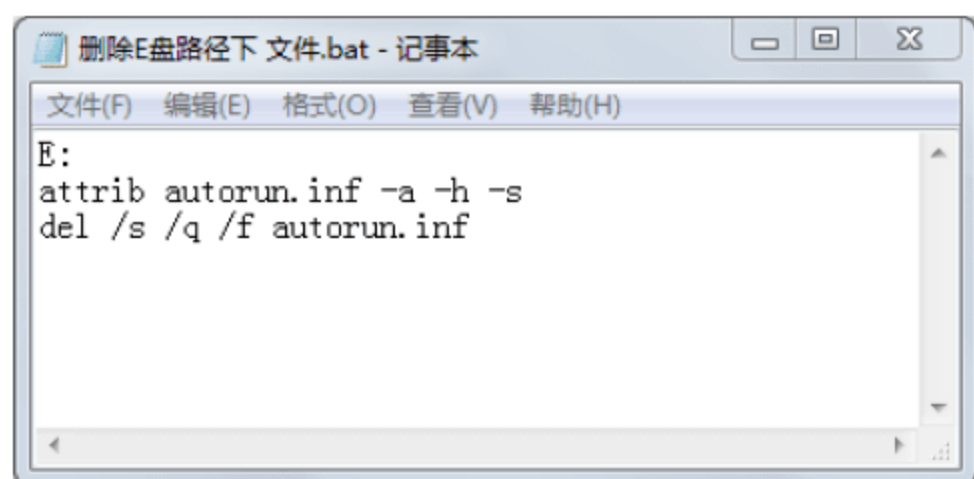 删除E盘路径下 文件.bat - 记事本
文件(F) 编辑(E) 格式(O) 查看(V) 帮助(H)
E:
attrib autorun.inf -a -h -s
del /s /q /f autorun.inf